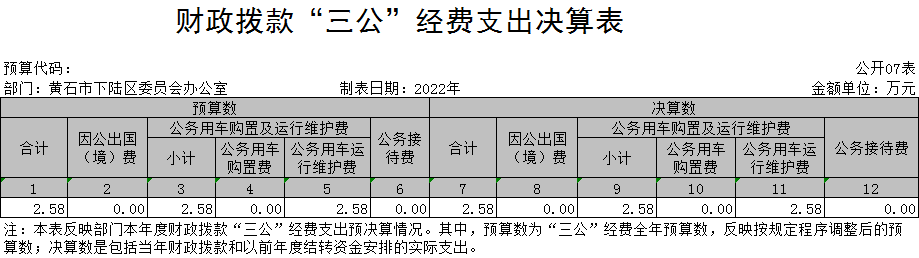 财政拨款“三公”经费支出决算表
预算代码： 公开07表
部门：黄石市下陆区委员会办公室 制表日期：2022年 金额单位：万元
预算数 决算数
合计 因公出国（境）费 公务用车购置及运行维护费 公务接待费 合计 因公出国（境）费 公务用车购置及运行维护费 公务接待费
小计 公务用车购置费 公务用车运行维护费 小计 公务用车购置费 公务用车运行维护费
1 2 3 4 5 6 7 8 9 10 11 12
2.58 0.00 2.58 0.00 2.58 0.00 2.58 0.00 2.58 0.00 2.58 0.00
注：本表反映部门本年度财政拨款“三公”经费支出预决算情况。其中，预算数为“三公”经费全年预算数，反映按规定程序调整后的预
算数；决算数是包括当年财政拨款和以前年度结转资金安排的实际支出。